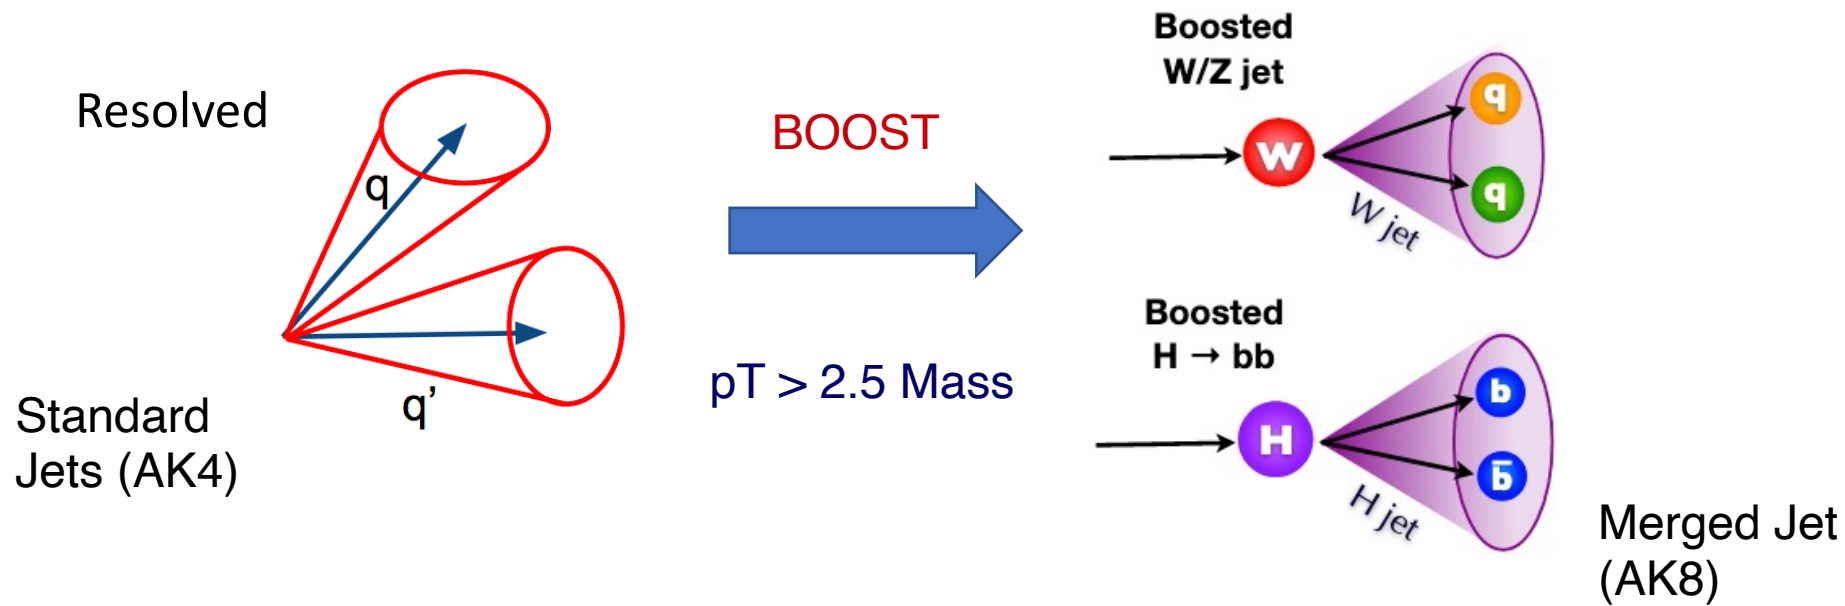 Resolved
q
q’
Standard
Jets (AK4)
BOOST
pT > 2.5 Mass
Boosted
W/Z jet
W
q
q
W jet
Boosted
H → bb
H
b
b̅
H jet
Merged Jet
(AK8)